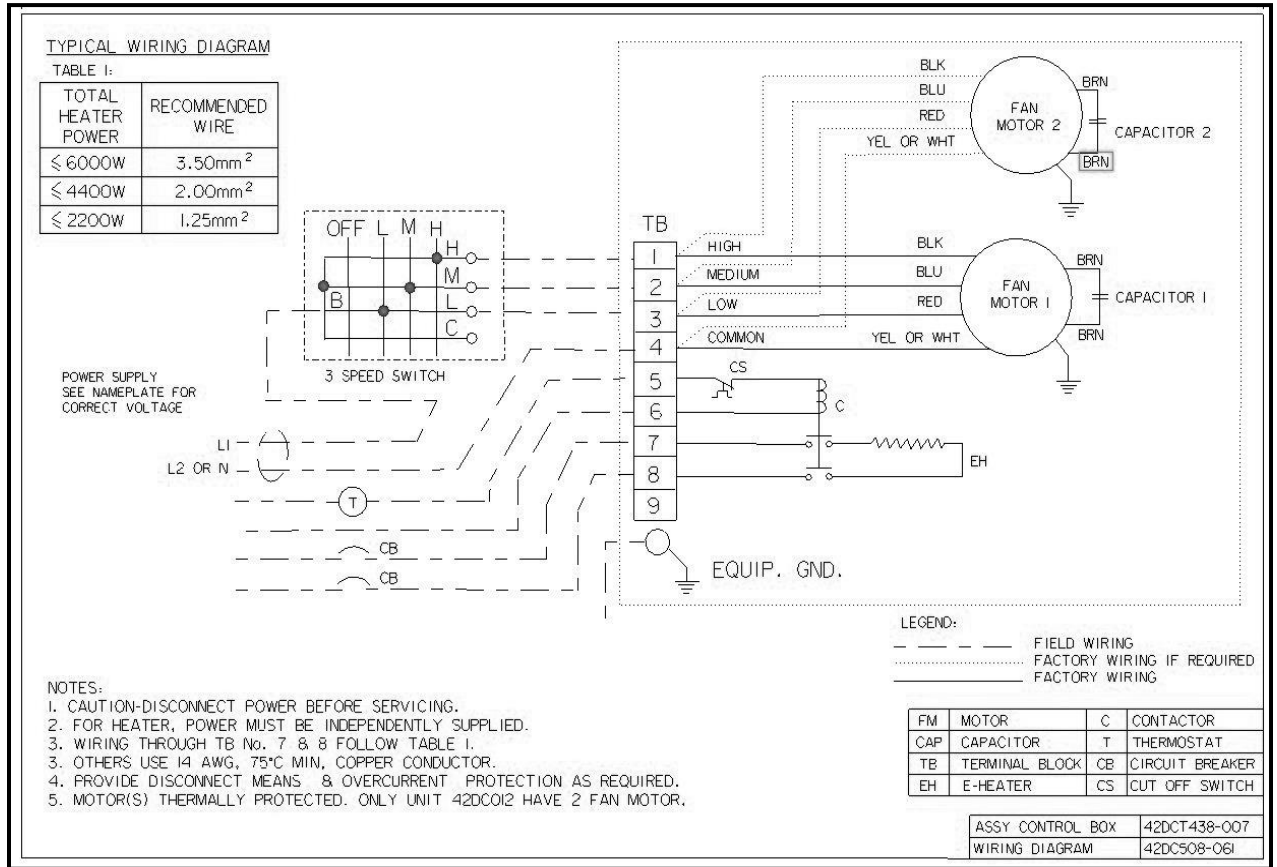 TYPICAL WIRING DIAGRAM
TABLE 1:
TOTAL HEATER POWER
RECOMMENDED WIRE
≤ 6000W 3.50mm²
≤ 4400W 2.00mm²
≤ 2200W 1.25mm²
OFF L M H
H
M
B
L
C
3 SPEED SWITCH
POWER SUPPLY
SEE NAMEPLATE FOR
CORRECT VOLTAGE
L1
L2 OR N
T
CB
CB
TB
1
2
3
4
5
6
7
8
9
HIGH
MEDIUM
LOW
COMMON
BLK
BLU
RED
YEL OR WHT
FAN
MOTOR 2
BRN
CAPACITOR 2
BRN
BLK
BLU
RED
YEL OR WHT
FAN
MOTOR 1
BRN
CAPACITOR 1
BRN
CS
C
EH
EQUIP. GND.
LEGEND:
FIELD WIRING
FACTORY WIRING IF REQUIRED
FACTORY WIRING
NOTES:
1. CAUTION-DISCONNECT POWER BEFORE SERVICING.
2. FOR HEATER, POWER MUST BE INDEPENDENTLY SUPPLIED.
3. WIRING THROUGH TB No. 7 & 8 FOLLOW TABLE 1.
3. OTHERS USE 14 AWG, 75°C MIN, COPPER CONDUCTOR.
4. PROVIDE DISCONNECT MEANS & OVERCURRENT PROTECTION AS REQUIRED.
5. MOTOR(S) THERMALLY PROTECTED. ONLY UNIT 42DC012 HAVE 2 FAN MOTOR.
FM MOTOR C CONTACTOR
CAP CAPACITOR T THERMOSTAT
TB TERMINAL BLOCK CB CIRCUIT BREAKER
EH E-HEATER CS CUT OFF SWITCH
ASSY CONTROL BOX 42DCT438-007
WIRING DIAGRAM 42DC508-061